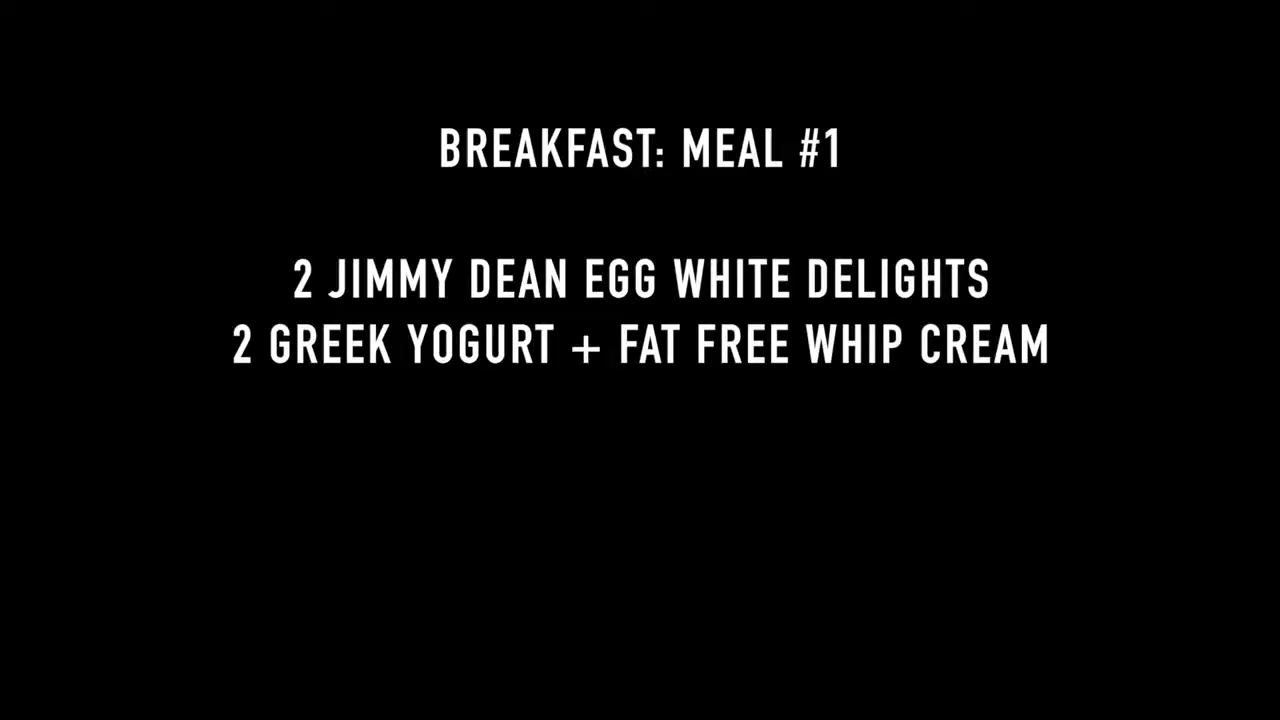 BREAKFAST: MEAL #1
2 JIMMY DEAN EGG WHITE DELIGHTS
2 GREEK YOGURT + FAT FREE WHIP CREAM